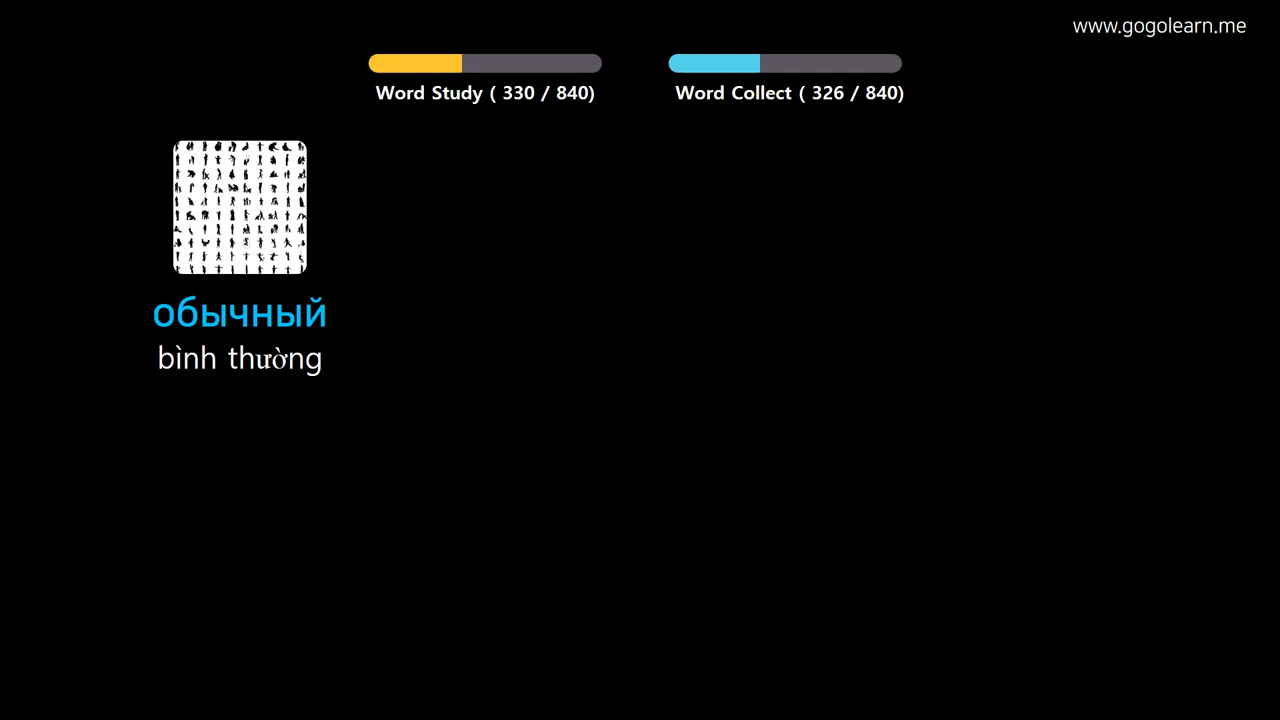 www.gogolearn.me
Word Study ( 330 / 840)
Word Collect ( 326 / 840)
обычный
bình thường